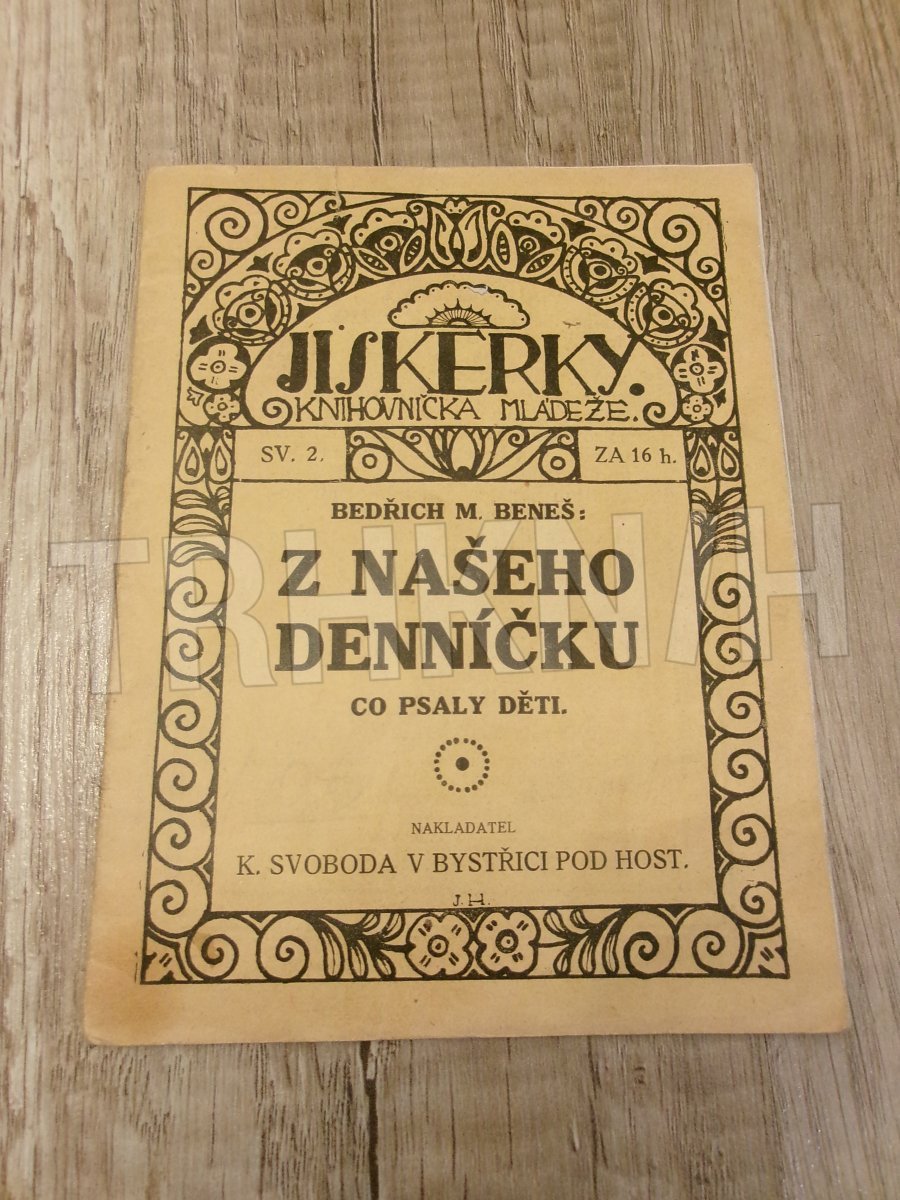 JISKERKY.
KNIHOVNIČKA MLÁDEŽE.
SV. 2.
ZA 16 h.
BEDŘICH M. BENEŠ:
Z NAŠEHO
DENNÍČKU
CO PSALY DĚTI.
NAKLADATEL
K. SVOBODA V BYSTŘICI POD HOST.
J.H.
TRHKNIH